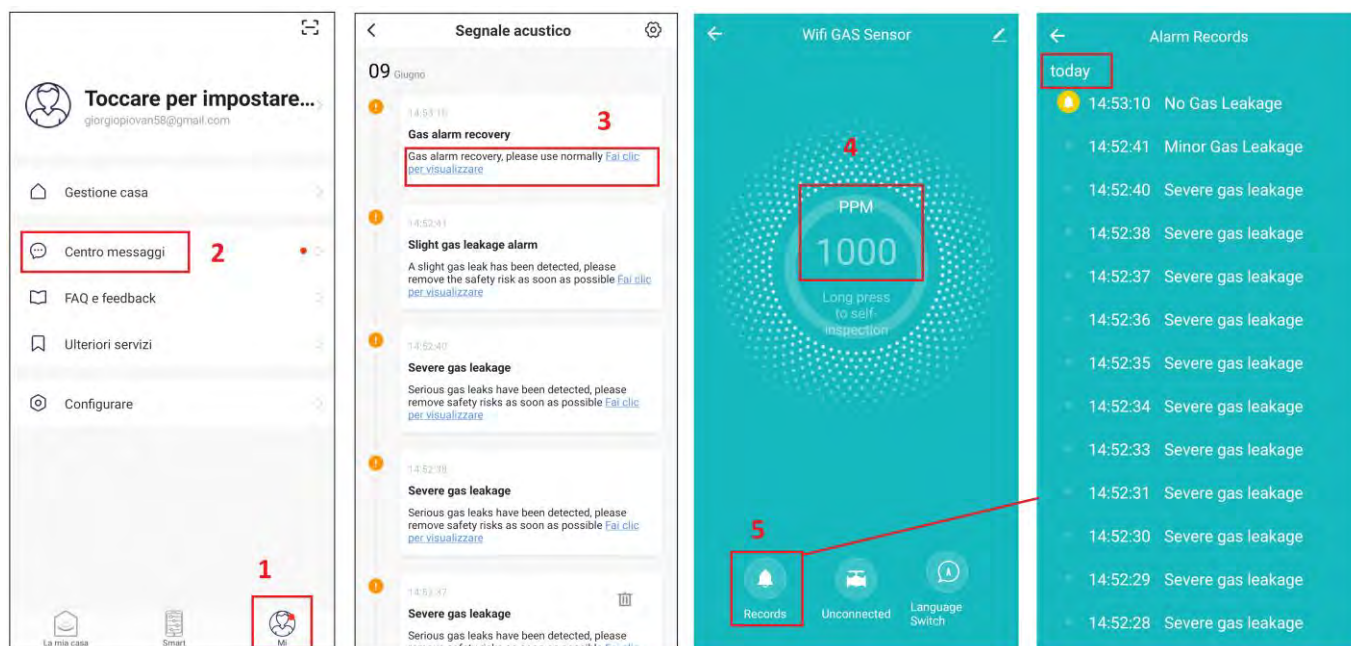 Toccare per impostare...
giorgiopiovan58@gmail.com
Gestione casa
Centro messaggi
2
FAQ e feedback
Ulteriori servizi
Configurare
1
La mia casa
Smart
Mi
Segnale acustico
09 Giugno
14:53:10
3
Gas alarm recovery
Gas alarm recovery, please use normally Fai clic
per visualizzare
14:52:41
Slight gas leakage alarm
A slight gas leak has been detected, please
remove the safety risk as soon as possible Fai clic
per visualizzare
14:52:40
Severe gas leakage
Serious gas leaks have been detected, please
remove safety risks as soon as possible Fai clic
per visualizzare
14:52:38
Severe gas leakage
Serious gas leaks have been detected, please
remove safety risks as soon as possible Fai clic
per visualizzare
14:52:37
Severe gas leakage
Serious gas leaks have been detected, please
remove safety risks as soon as possible Fai clic
Wifi GAS Sensor
4
PPM
1000
Long press
to self-
inspection
5
Records
Unconnected
Language
Switch
Alarm Records
today
14:53:10 No Gas Leakage
14:52:41 Minor Gas Leakage
14:52:40 Severe gas leakage
14:52:38 Severe gas leakage
14:52:37 Severe gas leakage
14:52:36 Severe gas leakage
14:52:35 Severe gas leakage
14:52:34 Severe gas leakage
14:52:33 Severe gas leakage
14:52:31 Severe gas leakage
14:52:30 Severe gas leakage
14:52:29 Severe gas leakage
14:52:28 Severe gas leakage